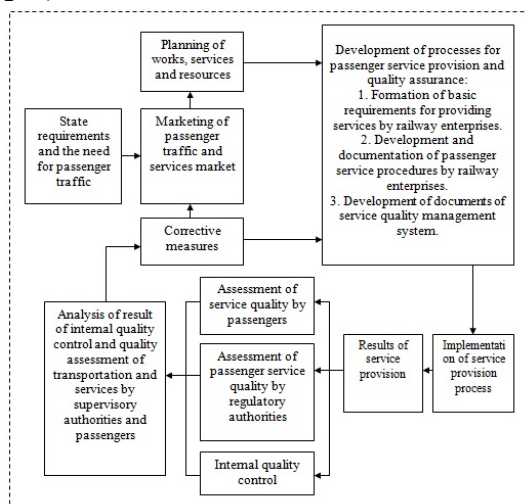 Planning of
works, services
and resources
Development of processes for
passenger service provision and
quality assurance:
1. Formation of basic
requirements for providing
services by railway enterprises.
2. Development and
documentation of passenger
service procedures by railway
enterprises.
3. Development of documents of
service quality management
system.
State
requirements
and the need
for passenger
traffic
Marketing of
passenger
traffic and
services market
Corrective
measures
Analysis of result
of internal quality
control and quality
assessment of
transportation and
services by
supervisory
authorities and
passengers
Assessment of
service quality by
passengers
Assessment of
passenger service
quality by
regulatory
authorities
Internal quality
control
Results of
service
provision
Implementati
on of service
provision
process